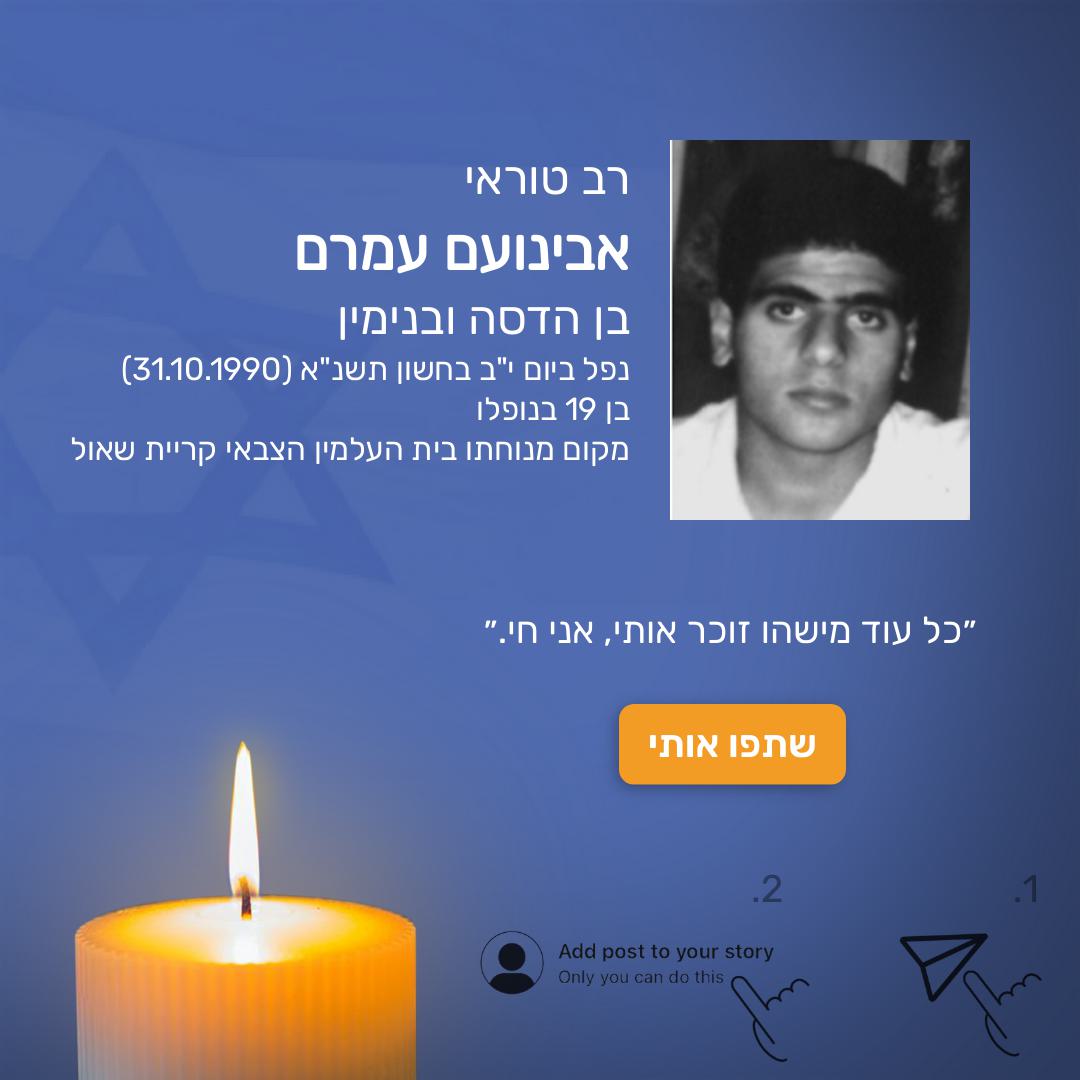 רב טוראי
אבינועם עמרם
בן הדסה ובנימין
נפל ביום י"ב בחשון תשנ"א (31.10.1990)
בן 19 בנופלו
מקום מנוחתו בית העלמין הצבאי קריית שאול
״כל עוד מישהו זוכר אותי, אני חי.״
שתפו אותי
1.
2.
Add post to your story
Only you can do this